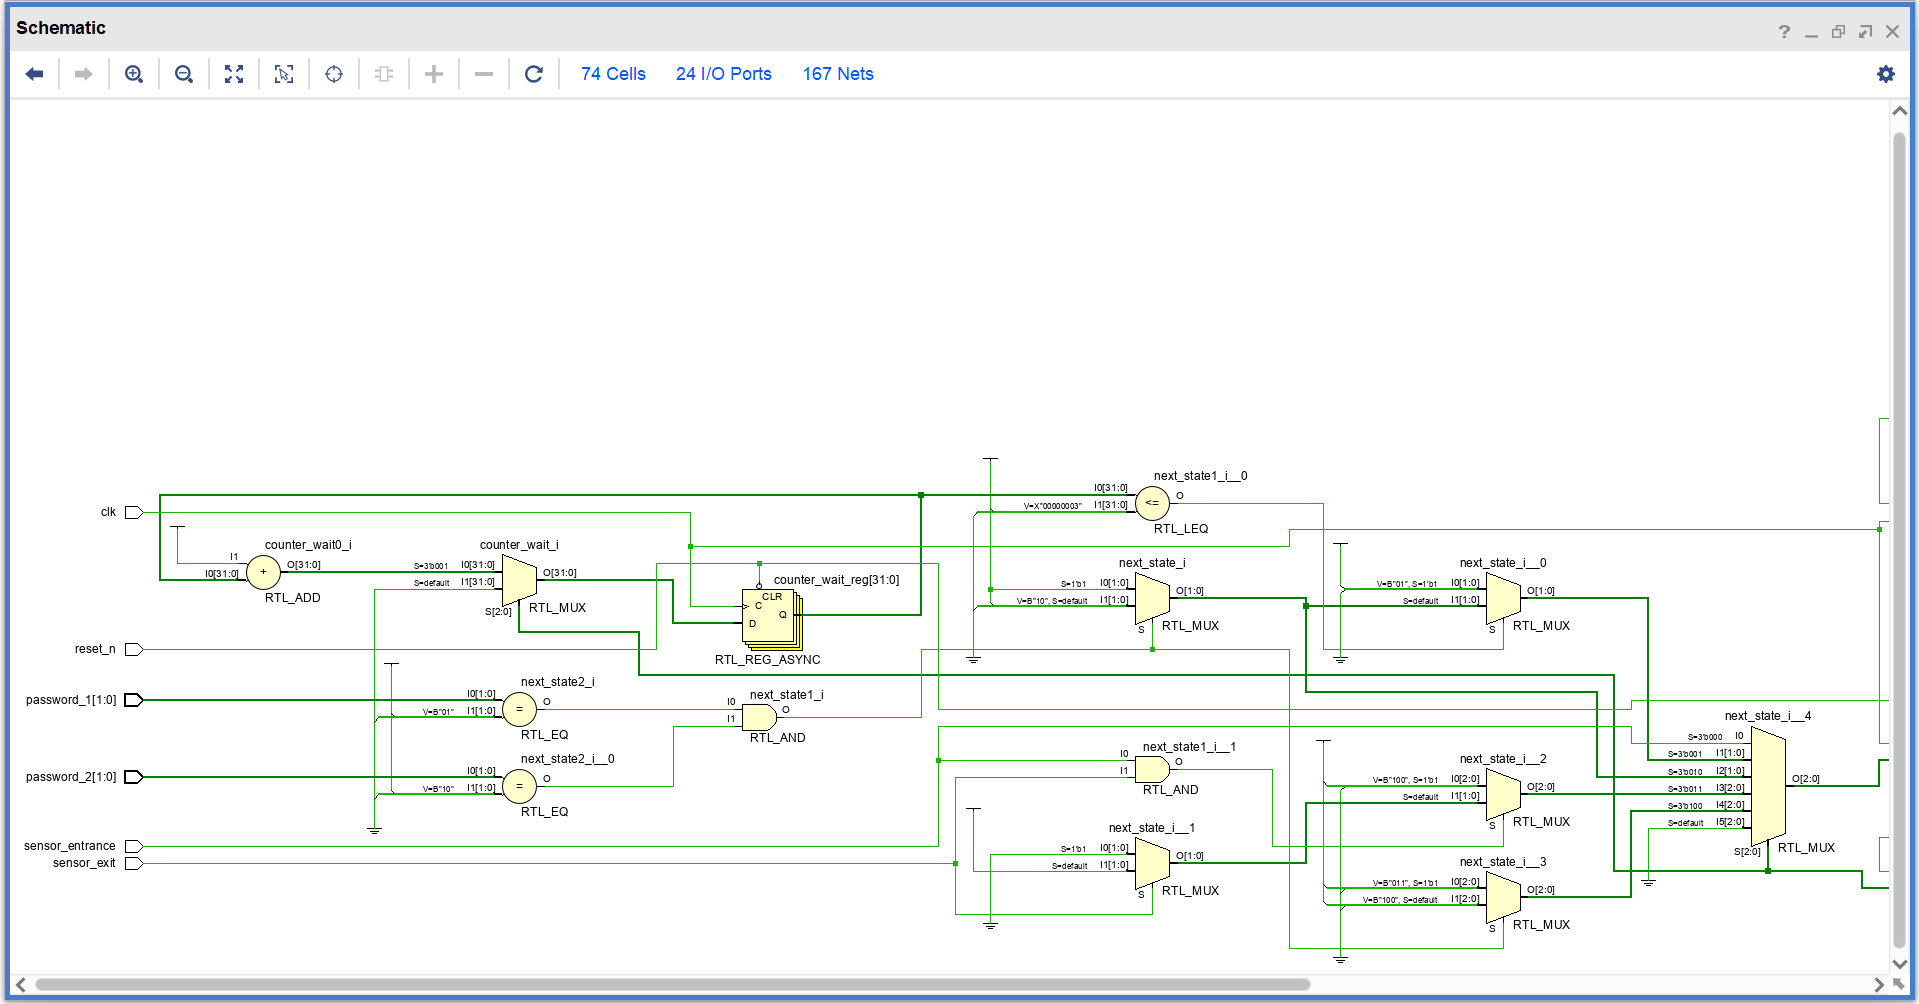 Schematic
74 Cells 24 I/O Ports 167 Nets
clk
I1
I0[31:0]
+
O[31:0]
counter_wait0_i
RTL_ADD
counter_wait_i
S=3'b001 I0[31:0]
S=default I1[31:0]
S[2:0]
O[31:0]
RTL_MUX
counter_wait_reg[31:0]
CLR
C
D
Q
RTL_REG_ASYNC
reset_n
password_1[1:0]
next_state2_i
I0[1:0]
V=B"01" I1[1:0]
=
O
RTL_EQ
password_2[1:0]
next_state2_i__0
I0[1:0]
V=B"10" I1[1:0]
=
O
RTL_EQ
next_state1_i
I0
I1
O
RTL_AND
sensor_entrance
sensor_exit
next_state1_i__0
I0[31:0]
V=X"00000003" I1[31:0]
<=
O
RTL_LEQ
next_state_i
S=1'b1 I0[1:0]
V=B"10", S=default I1[1:0]
S
O[1:0]
RTL_MUX
next_state1_i__1
I0
I1
O
RTL_AND
next_state_i__1
S=1'b1 I0[1:0]
S=default I1[1:0]
S
O[1:0]
RTL_MUX
next_state_i__0
V=B"01", S=1'b1 I0[1:0]
S=default I1[1:0]
S
O[1:0]
RTL_MUX
next_state_i__2
V=B"100", S=1'b1 I0[2:0]
S=default I1[1:0]
S
O[2:0]
RTL_MUX
next_state_i__3
V=B"011", S=1'b1 I0[2:0]
V=B"100", S=default I1[2:0]
S
O[2:0]
RTL_MUX
next_state_i__4
S=3'b000 I0
S=3'b001 I1[1:0]
S=3'b010 I2[1:0]
S=3'b011 I3[2:0]
S=3'b100 I4[2:0]
S=default I5[2:0]
S[2:0]
O[2:0]
RTL_MUX